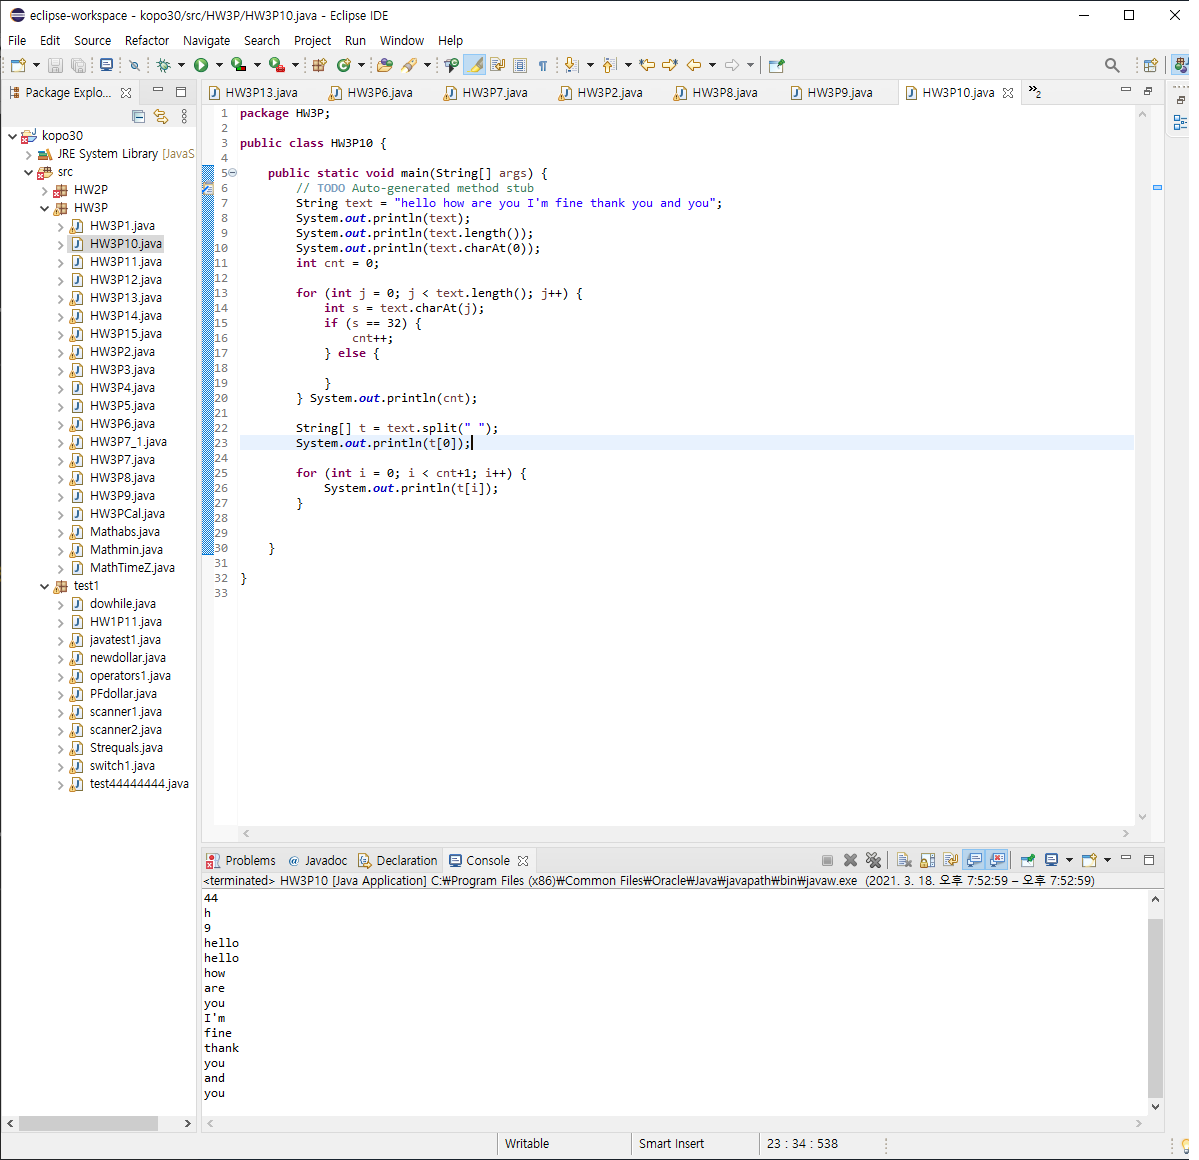 eclipse-workspace - kopo30/src/HW3P/HW3P10.java - Eclipse IDE
File Edit Source Refactor Navigate Search Project Run Window Help
Package Explo...
HW3P13.java HW3P6.java HW3P7.java HW3P2.java HW3P8.java HW3P9.java HW3P10.java »2
kopo30
JRE System Library [JavaS
src
HW2P
HW3P
HW3P1.java
HW3P10.java
HW3P11.java
HW3P12.java
HW3P13.java
HW3P14.java
HW3P15.java
HW3P2.java
HW3P3.java
HW3P4.java
HW3P5.java
HW3P6.java
HW3P7_1.java
HW3P7.java
HW3P8.java
HW3P9.java
HW3PCal.java
Mathabs.java
Mathmin.java
MathTimeZ.java
test1
dowhile.java
HW1P11.java
javatest1.java
newdollar.java
operators1.java
PFdollar.java
scanner1.java
scanner2.java
Strequals.java
switch1.java
test44444444.java
1 package HW3P;
2
3 public class HW3P10 {
4
5 public static void main(String[] args) {
6 // TODO Auto-generated method stub
7 String text = "hello how are you I'm fine thank you and you";
8 System.out.println(text);
9 System.out.println(text.length());
10 System.out.println(text.charAt(0));
11 int cnt = 0;
12
13 for (int j = 0; j < text.length(); j++) {
14 int s = text.charAt(j);
15 if (s == 32) {
16 cnt++;
17 } else {
18
19 }
20 } System.out.println(cnt);
21
22 String[] t = text.split(" ");
23 System.out.println(t[0]);
24
25 for (int i = 0; i < cnt+1; i++) {
26 System.out.println(t[i]);
27 }
28
29
30 }
31
32 }
33
Problems @ Javadoc Declaration Console
<terminated> HW3P10 [Java Application] C:₩Program Files (x86)₩Common Files₩Oracle₩Java₩javapath₩bin₩javaw.exe (2021. 3. 18. 오후 7:52:59 – 오후 7:52:59)
44
h
9
hello
hello
how
are
you
I'm
fine
thank
you
and
you
Writable Smart Insert 23 : 34 : 538